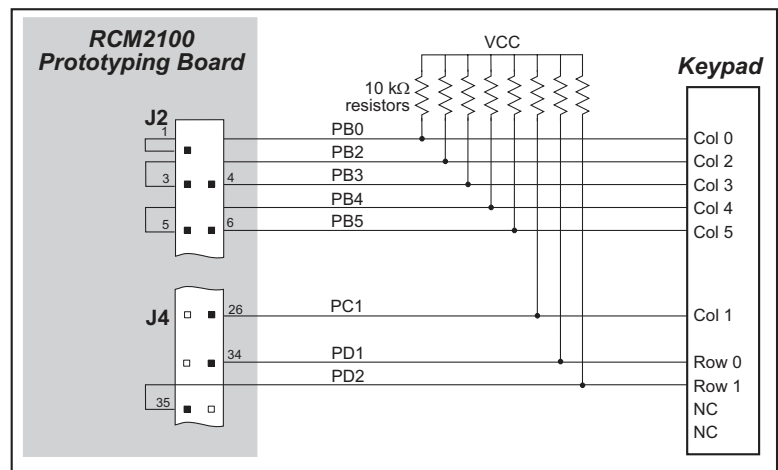 RCM2100
Prototyping Board
VCC
Keypad
10 kΩ
resistors
J2
1
PB0
Col 0
PB2
Col 2
3
4
PB3
Col 3
PB4
Col 4
5
6
PB5
Col 5
J4
26
PC1
Col 1
34
PD1
Row 0
PD2
Row 1
35
NC
NC